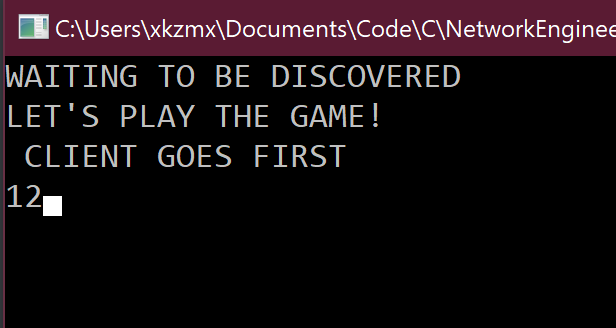 C:\Users\xkzmx\Documents\Code\C\NetworkEnginee
WAITING TO BE DISCOVERED
LET'S PLAY THE GAME!
CLIENT GOES FIRST
12